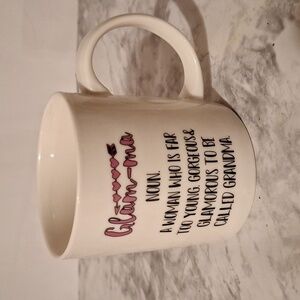 Glam-ma
NOUN.
A WOMAN WHO IS FAR
TOO YOUNG, GORGEOUS &
GLAMOROUS TO BE
CALLED GRANDMA.